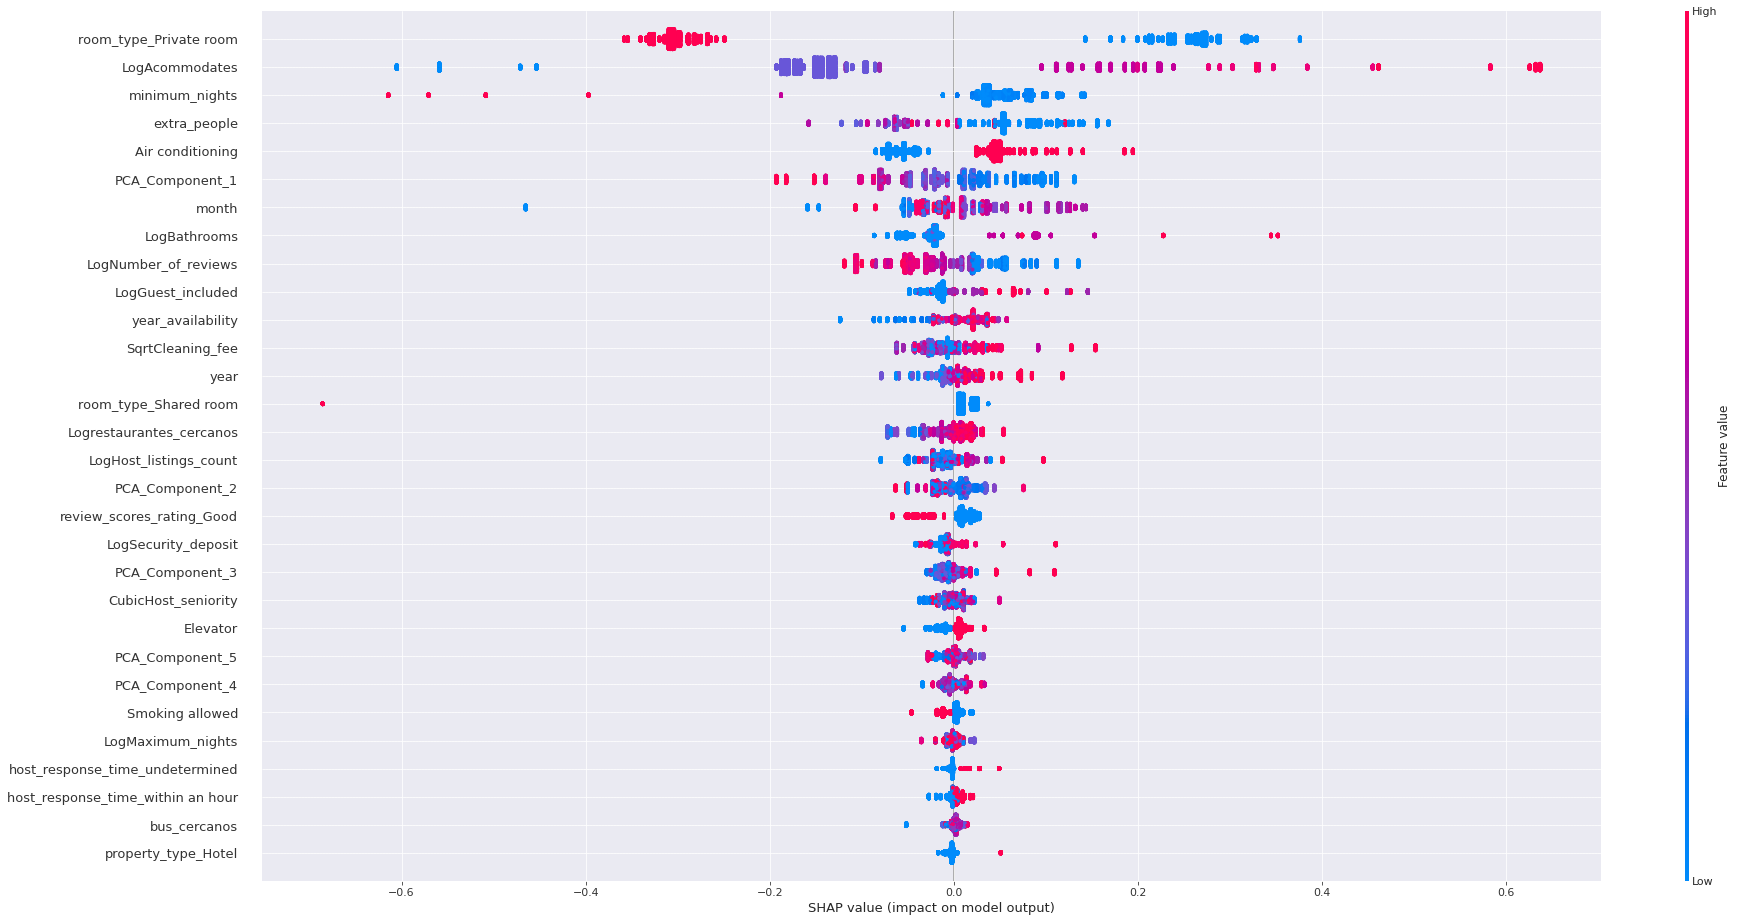 High
room_type_Private room
LogAcommodates
minimum_nights
extra_people
Air conditioning
PCA_Component_1
month
LogBathrooms
LogNumber_of_reviews
LogGuest_included
year_availability
SqrtCleaning_fee
year
room_type_Shared room
Logrestaurantes_cercanos
LogHost_listings_count
PCA_Component_2
review_scores_rating_Good
LogSecurity_deposit
PCA_Component_3
CubicHost_seniority
Elevator
PCA_Component_5
PCA_Component_4
Smoking allowed
LogMaximum_nights
host_response_time_undetermined
host_response_time_within an hour
bus_cercanos
property_type_Hotel
Feature value
Low
−0.6 −0.4 −0.2 0.0 0.2 0.4 0.6
SHAP value (impact on model output)